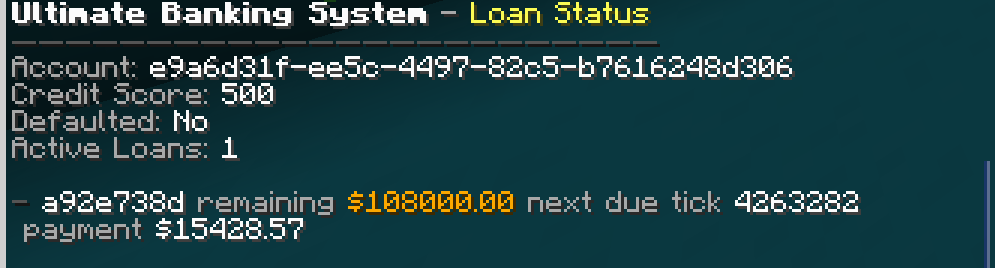 Ultimate Banking System - Loan Status
------------------------
Account: e9a6d31f-ee5c-4497-82c5-b7616248d306
Credit Score: 500
Defaulted: No
Active Loans: 1
- a92e738d remaining $108000.00 next due tick 4263282
payment $15428.57